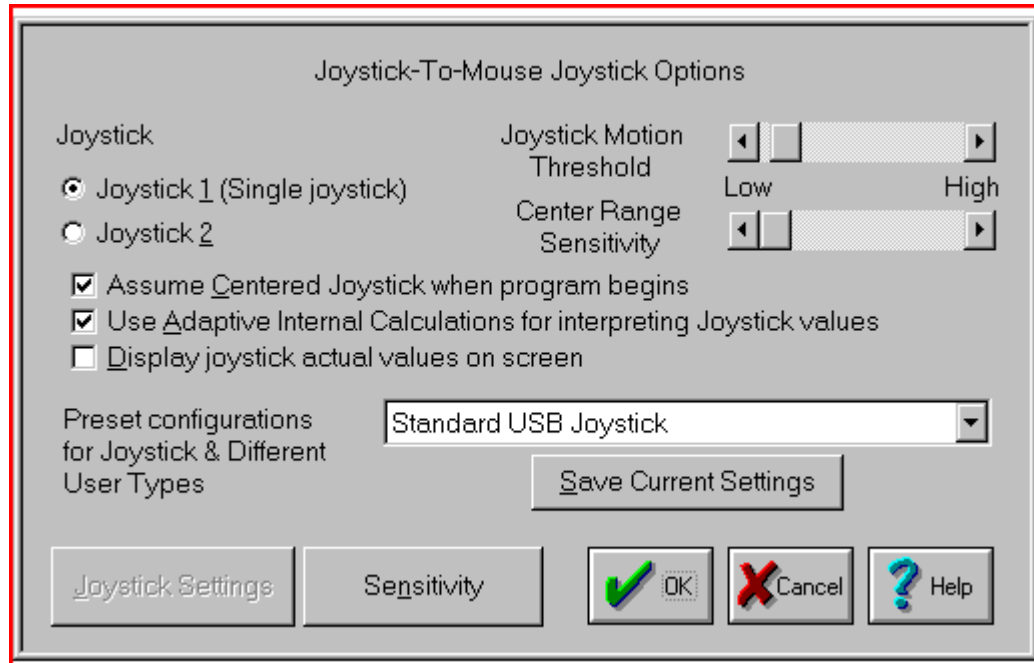 Joystick-To-Mouse Joystick Options
Joystick
Joystick 1 (Single joystick)
Joystick 2
Joystick Motion
Threshold
Low High
Center Range
Sensitivity
Assume Centered Joystick when program begins
Use Adaptive Internal Calculations for interpreting Joystick values
Display joystick actual values on screen
Preset configurations
for Joystick & Different
User Types
Standard USB Joystick
Save Current Settings
Joystick Settings
Sensitivity
OK
Cancel
Help